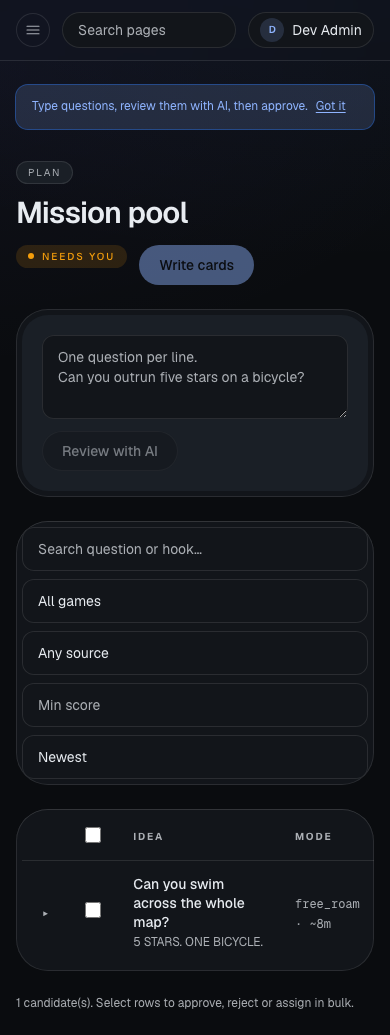 Search pages
D Dev Admin
Type questions, review them with AI, then approve. Got it
PLAN
Mission pool
NEEDS YOU
Write cards
One question per line.
Can you outrun five stars on a bicycle?
Review with AI
Search question or hook…
All games
Any source
Min score
Newest
IDEA MODE
Can you swim
across the whole
map?
5 STARS. ONE BICYCLE.
free_roam
· ~8m
1 candidate(s). Select rows to approve, reject or assign in bulk.